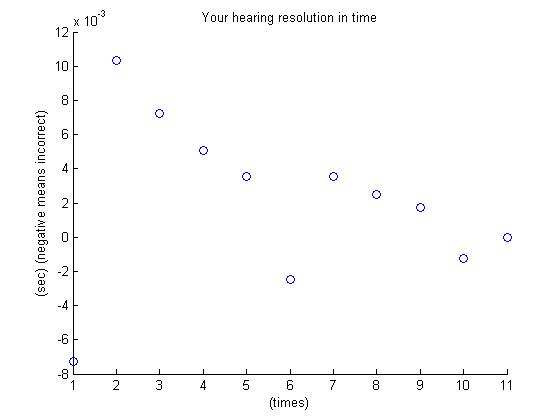 Your hearing resolution in time
x 10^-3
12
10
8
6
4
2
0
-2
-4
-6
-8
(sec) (negative means incorrect)
1 2 3 4 5 6 7 8 9 10 11
(times)